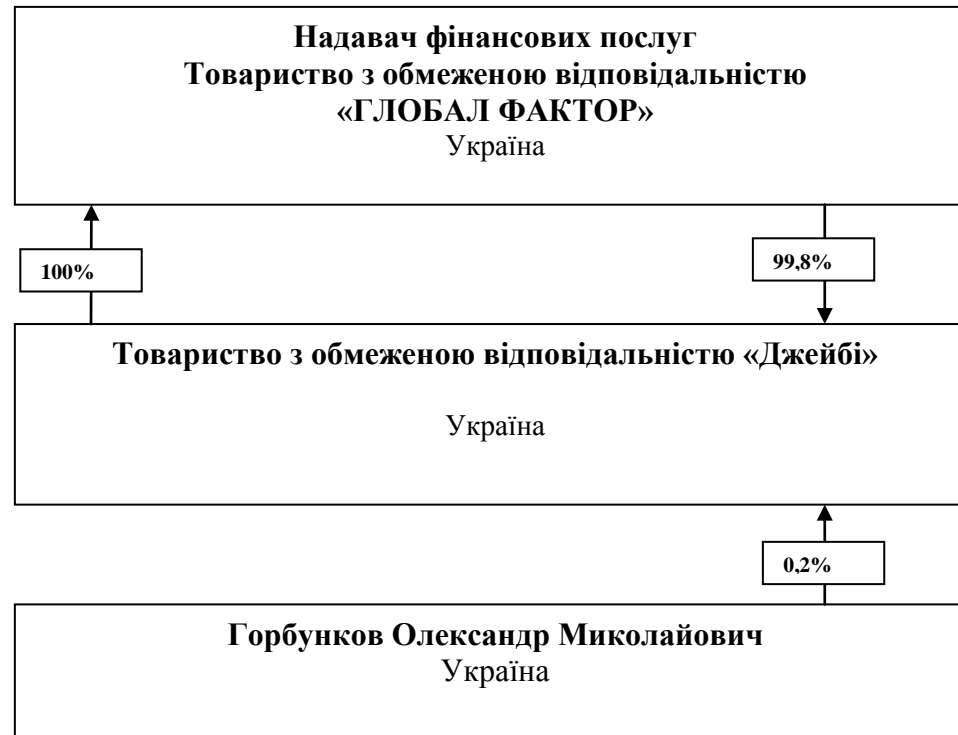 Надавач фінансових послуг
Товариство з обмеженою відповідальністю
«ГЛОБАЛ ФАКТОР»
Україна
100%
99,8%
Товариство з обмеженою відповідальністю «Джейбі»
Україна
0,2%
Горбунков Олександр Миколайович
Україна